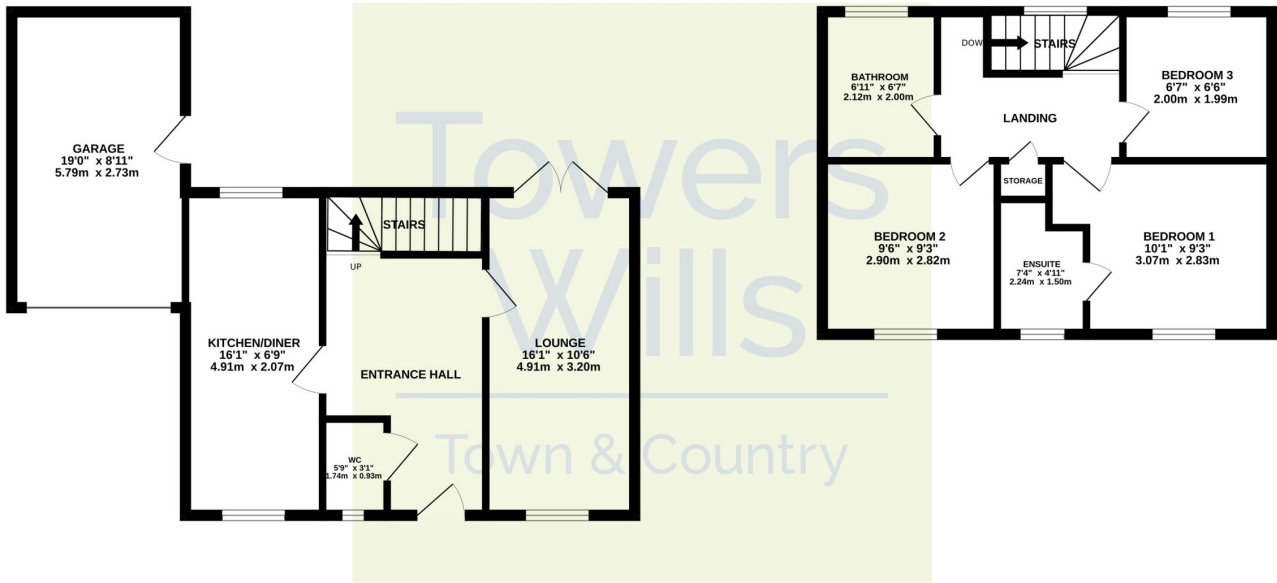 GARAGE
19'0" x 8'11"
5.79m x 2.73m
STAIRS
UP
KITCHEN/DINER
16'1" x 6'9"
4.91m x 2.07m
ENTRANCE HALL
LOUNGE
16'1" x 10'6"
4.91m x 3.20m
WC
5'9" x 3'1"
1.74m x 0.93m
BATHROOM
6'11" x 6'7"
2.12m x 2.00m
DOW
STAIRS
BEDROOM 3
6'7" x 6'6"
2.00m x 1.99m
LANDING
STORAGE
BEDROOM 2
9'6" x 9'3"
2.90m x 2.82m
ENSUITE
7'4" x 4'11"
2.24m x 1.50m
BEDROOM 1
10'1" x 9'3"
3.07m x 2.83m
Towers
Wills
Town & Country